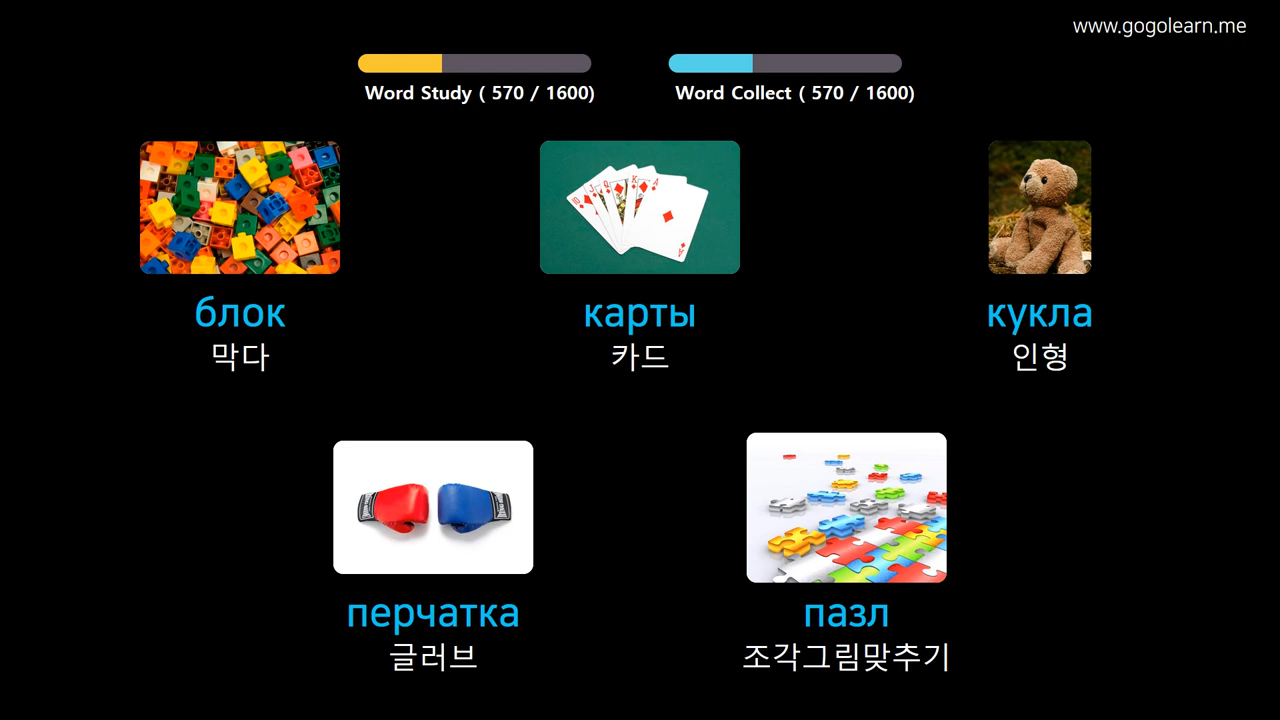 www.gogolearn.me
Word Study ( 570 / 1600)
Word Collect ( 570 / 1600)
блок
막다
карты
카드
кукла
인형
перчатка
글러브
пазл
조각그림맞추기